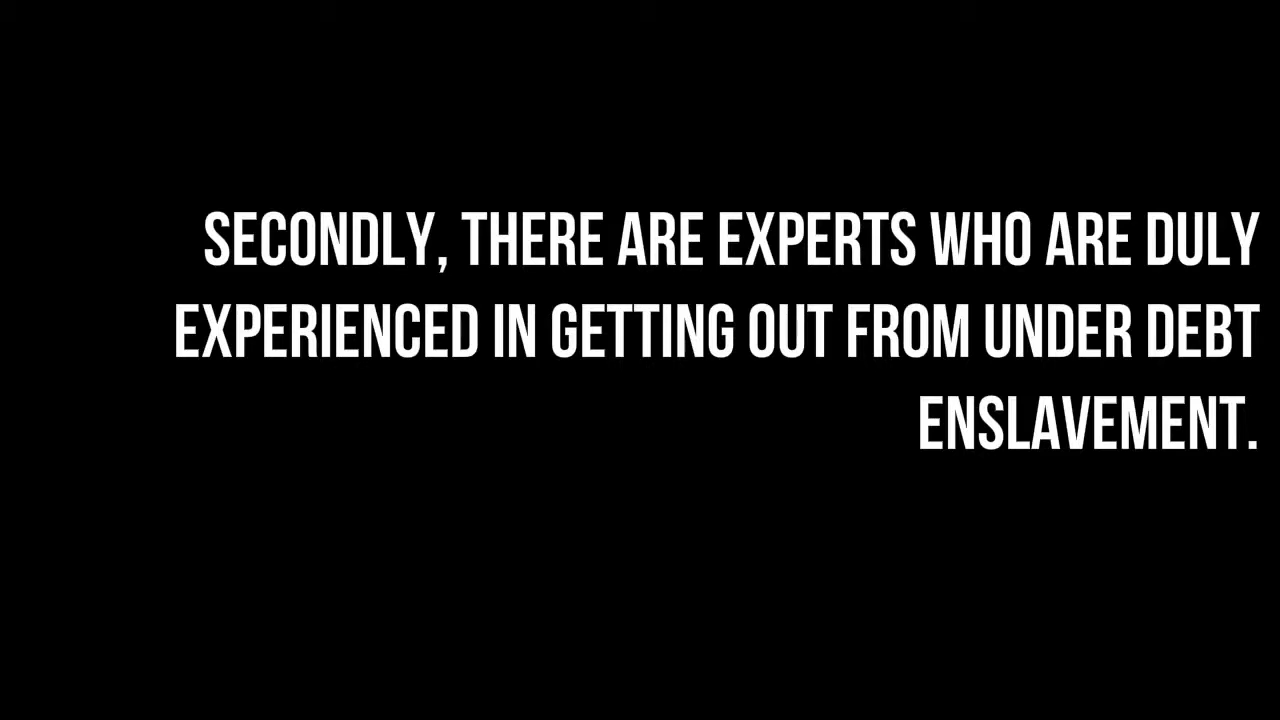 SECONDLY, THERE ARE EXPERTS WHO ARE DULY
EXPERIENCED IN GETTING OUT FROM UNDER DEBT
ENSLAVEMENT.